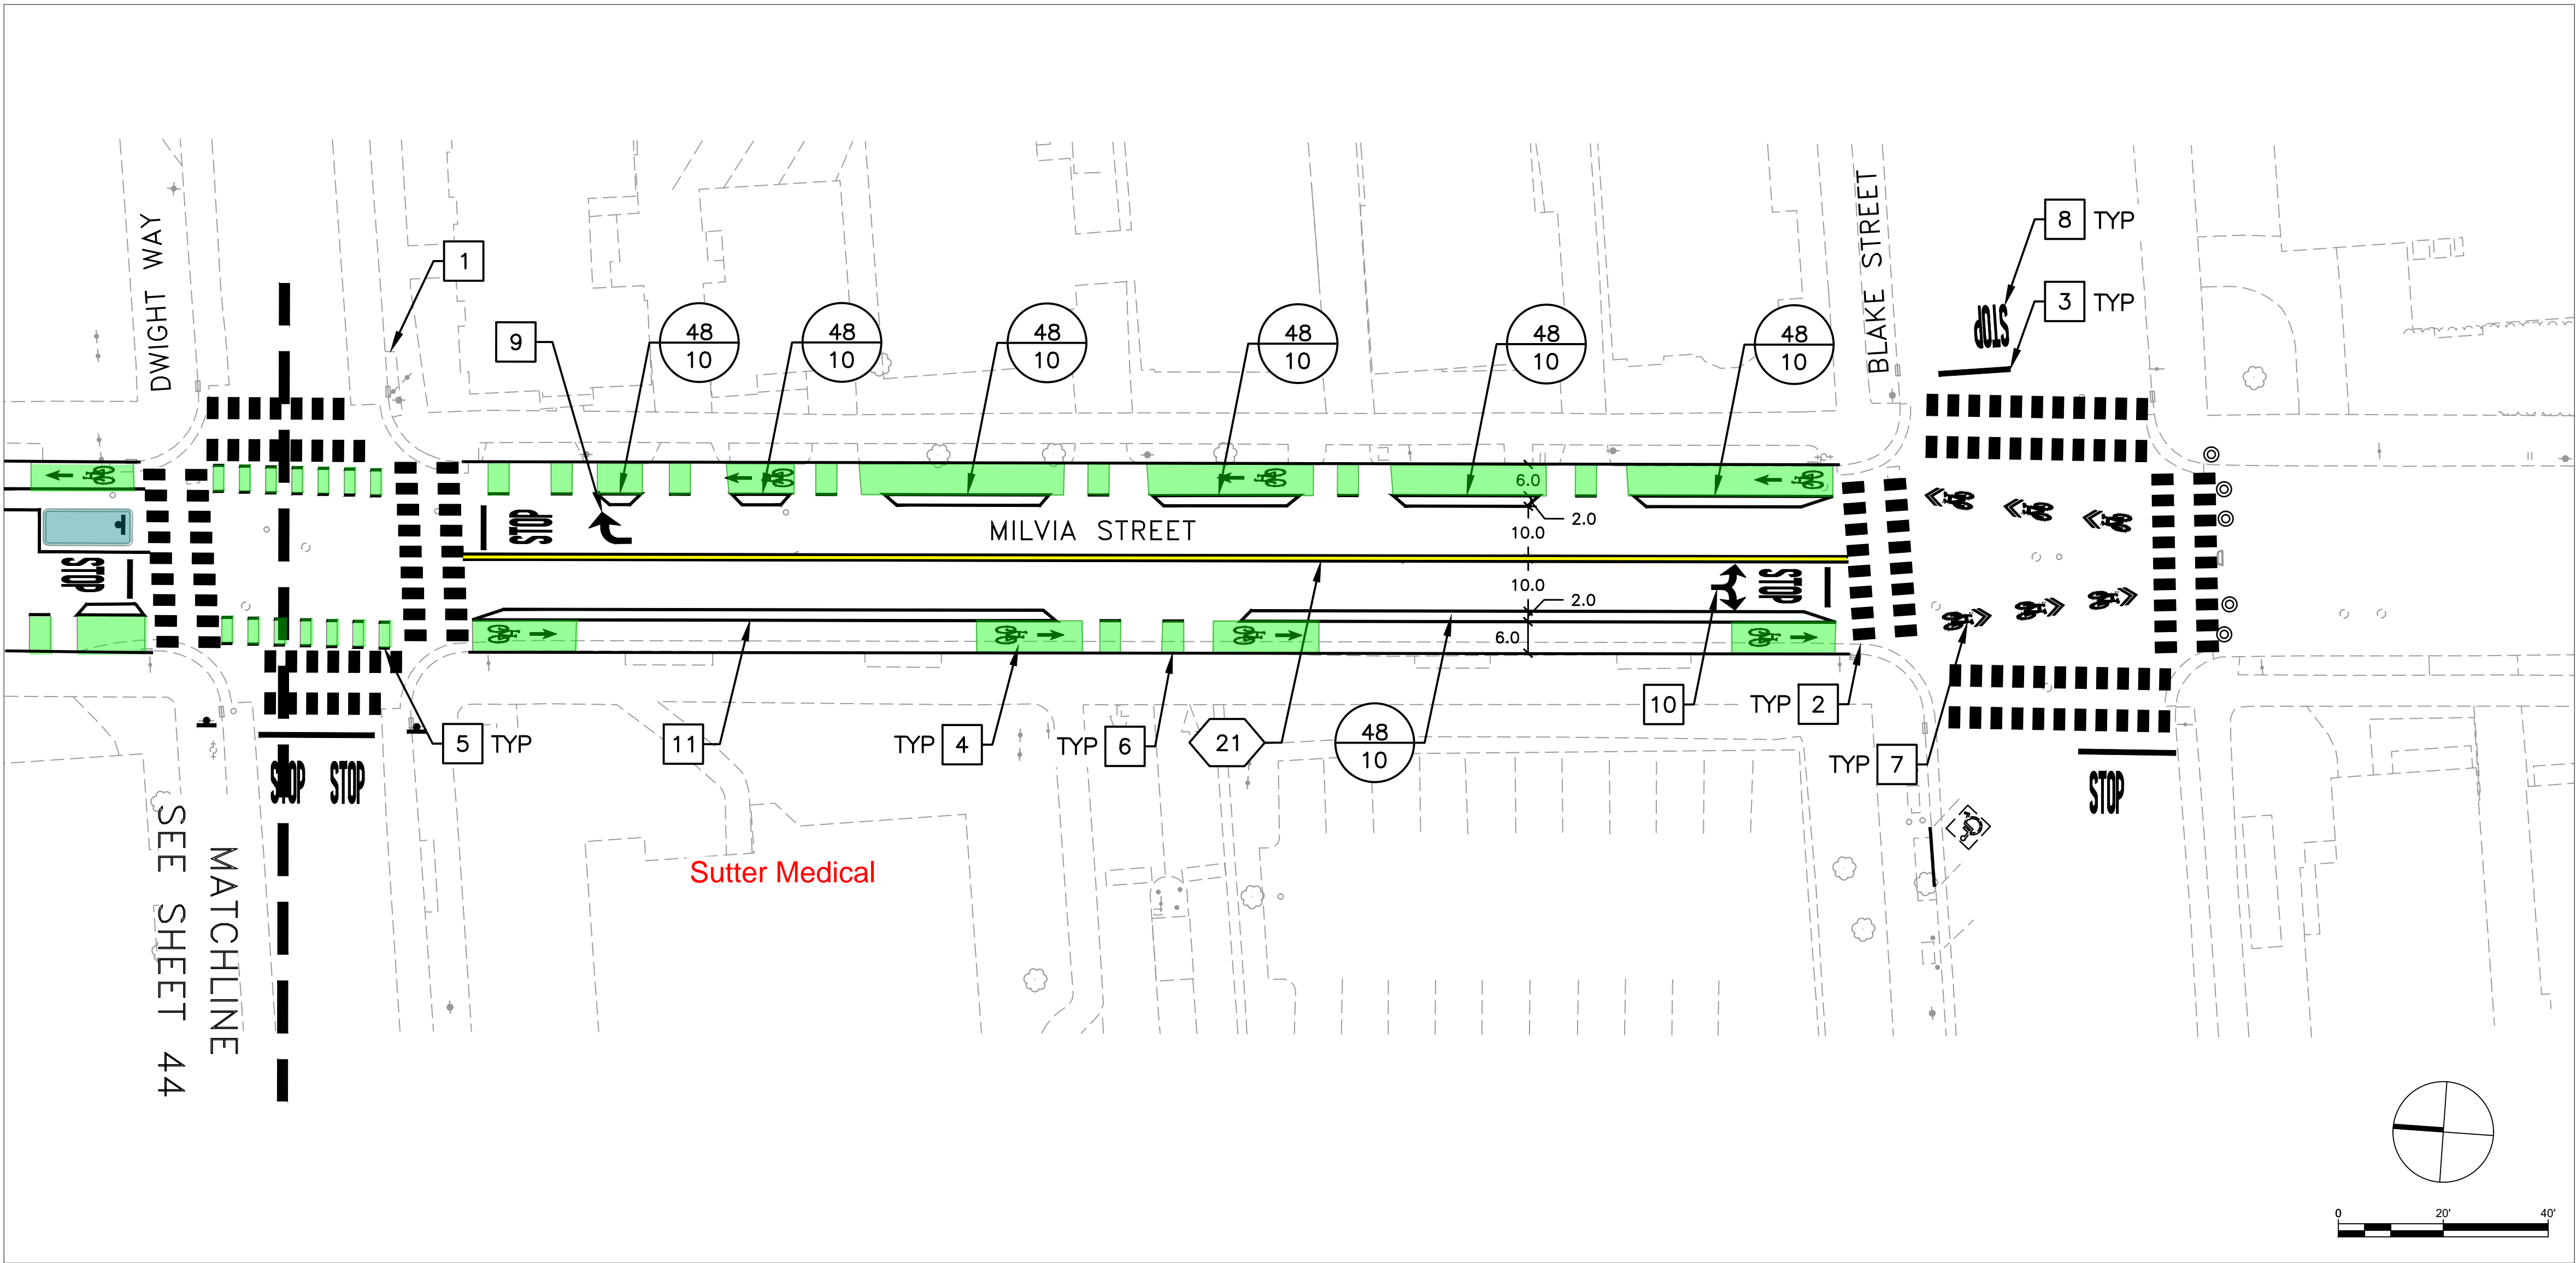 DWIGHT WAY
BLAKE STREET
8 TYP
1
STOP
3 TYP
9
48
10
48
10
48
10
48
10
48
10
48
10
6.0
STOP
MILVIA STREET
2.0
10.0
STOP
10.0
STOP
2.0
6.0
5 TYP
11
TYP 4
TYP 6
21
48
10
10
TYP 2
TYP 7
STOP STOP
STOP
SEE SHEET 44
MATCHLINE
Sutter Medical
0 20' 40'